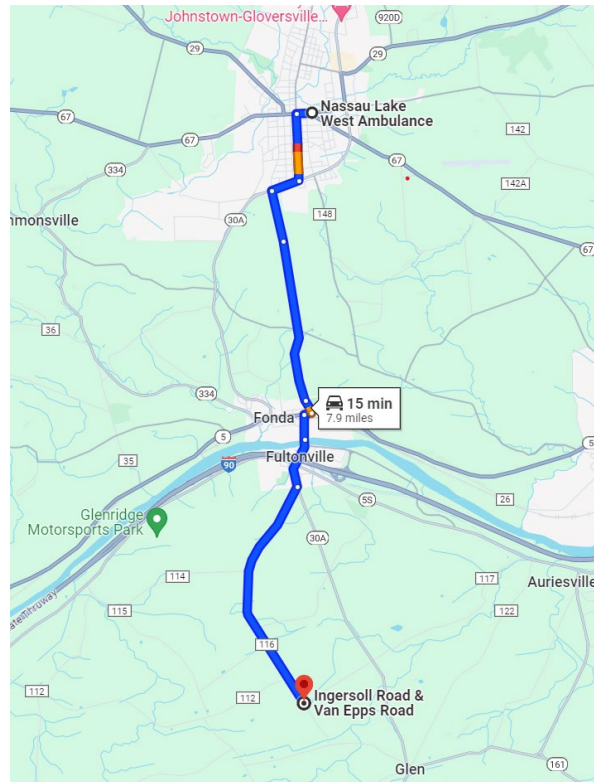 Johnstown-Gloversville...
920D
29
29
Nassau Lake
West Ambulance
67
67
142
67
334
67
142A
30A
148
mmonsville
67
36
334
15 min
7.9 miles
Fonda
5
5
Fultonville
35
90
26
5S
Glenridge
Motorsports Park
30A
114
117
Auriesville
115
122
116
112
112
112
Ingersoll Road &
Van Epps Road
Glen
161